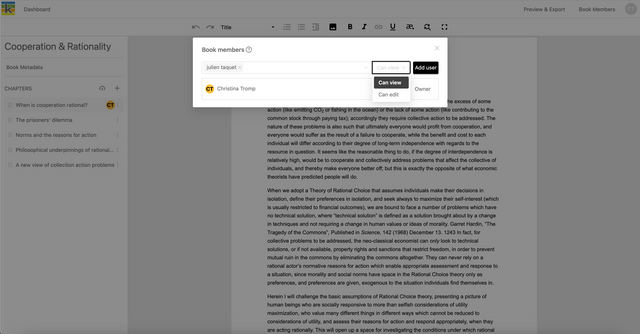 Dashboard
Preview & Export
Book Members
Title
B
I
U
Cooperation & Rationality
Book Metadata
CHAPTERS
When is cooperation rational?
CT
The prisoners' dilemma
Norms and the reasons for action
Philosophical underpinnings of rational...
A new view of collection action problems
Book members
julien taquet
Can view
Add user
CT
Christina Tromp
Owner
Can view
Can edit
the excess of some
action (like emitting CO₂ or fishing in the ocean) or the lack of some action (like contributing to the
common stock through paying tax); accordingly they require collective action to be addressed. The
nature of these problems is also such that ultimately everyone would profit from cooperation, and
everyone would suffer as the result of a failure to cooperate, while the benefit and cost to each
individual will differ according to their degree of long-term independence with regards to the
resource in question. It seems like the reasonable thing to do, if the degree of interdependence is
relatively high, would be to cooperate and collectively address problems that affect the collective of
individuals, and thereby make everyone better off, but this is exactly the opposite of what economic
theorists have predicted people will do.
When we adopt a Theory of Rational Choice that assumes individuals make their decisions in
isolation, define their preferences in isolation, and seek always to maximize their self-interest (which
is usually restricted to financial outcomes), we are bound to face a number of problems which have
no technical solution, where "technical solution" is defined as a solution brought about by a change
in techniques and not requiring a change in human values or ideas of morality. Garret Hardin, "The
Tragedy of the Commons", Published in Science, 142 (1968) December 13. 1243 In fact, for
collective problems to be addressed, the neo-classical economist can only look to technical
solutions, or if not available, property rights and sanctions that restrict freedom, in order to prevent
mutual ruin in the commons by eliminating the commons altogether. They can never rely on a
rational actor's normative reasons for action which enable appropriate assessment and response to
a situation, since morality and social norms have space in the Rational Choice theory only as
preferences, and preferences are given, exogenous to the situation individuals find themselves in.
Herein I will challenge the basic assumptions of Rational Choice theory, presenting a picture of
human beings who are socially responsive to more than selfish considerations of utility
maximization, who value many different things in different ways which cannot be reduced to
considerations of utility, and assess their reasons for action and respond appropriately, when they
are acting rationally. This will open up a space for investigating the conditions under which rational